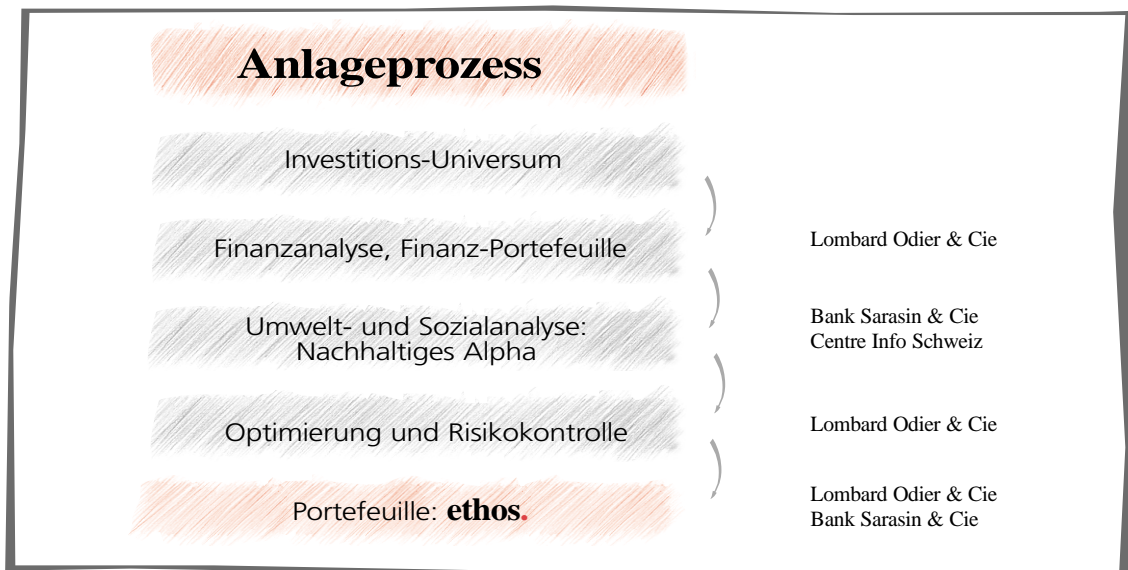 Anlageprozess
Investitions-Universum
Finanzanalyse, Finanz-Portefeuille
Lombard Odier & Cie
Umwelt- und Sozialanalyse:
Nachhaltiges Alpha
Bank Sarasin & Cie
Centre Info Schweiz
Optimierung und Risikokontrolle
Lombard Odier & Cie
Portefeuille: ethos.
Lombard Odier & Cie
Bank Sarasin & Cie